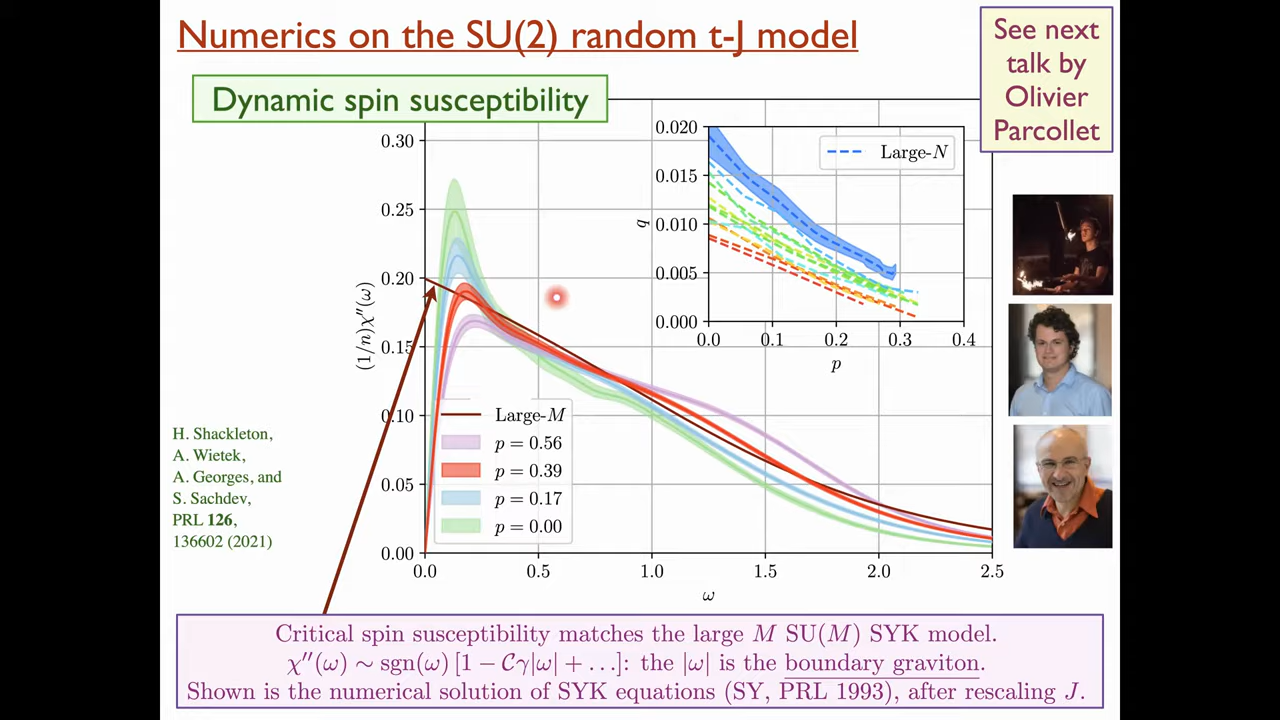 Numerics on the SU(2) random t-J model
See next
talk by
Olivier
Parcollet
Dynamic spin susceptibility
0.30
0.25
0.20
0.15
0.10
0.05
0.00
(1/n)χ′′(ω)
0.0 0.5 1.0 1.5 2.0 2.5
ω
0.020
0.015
0.010
0.005
0.000
q
Large-N
0.0 0.1 0.2 0.3 0.4
p
Large-M
p = 0.56
p = 0.39
p = 0.17
p = 0.00
H. Shackleton,
A. Wietek,
A. Georges, and
S. Sachdev,
PRL 126,
136602 (2021)
Critical spin susceptibility matches the large M SU(M) SYK model.
χ′′(ω) ∼ sgn(ω) [1 − 𝒞γ|ω| + . . .]: the |ω| is the boundary graviton.
Shown is the numerical solution of SYK equations (SY, PRL 1993), after rescaling J.